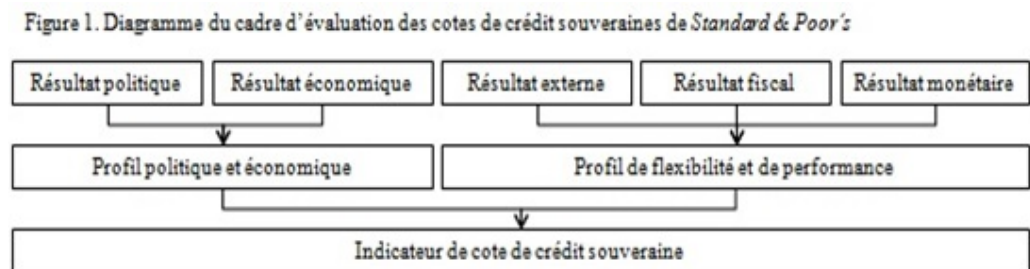 Figure 1. Diagramme du cadre d'évaluation des cotes de crédit souveraines de Standard & Poor´s
Résultat politique
Résultat économique
Résultat externe
Résultat fiscal
Résultat monétaire
Profil politique et économique
Profil de flexibilité et de performance
Indicateur de cote de crédit souveraine